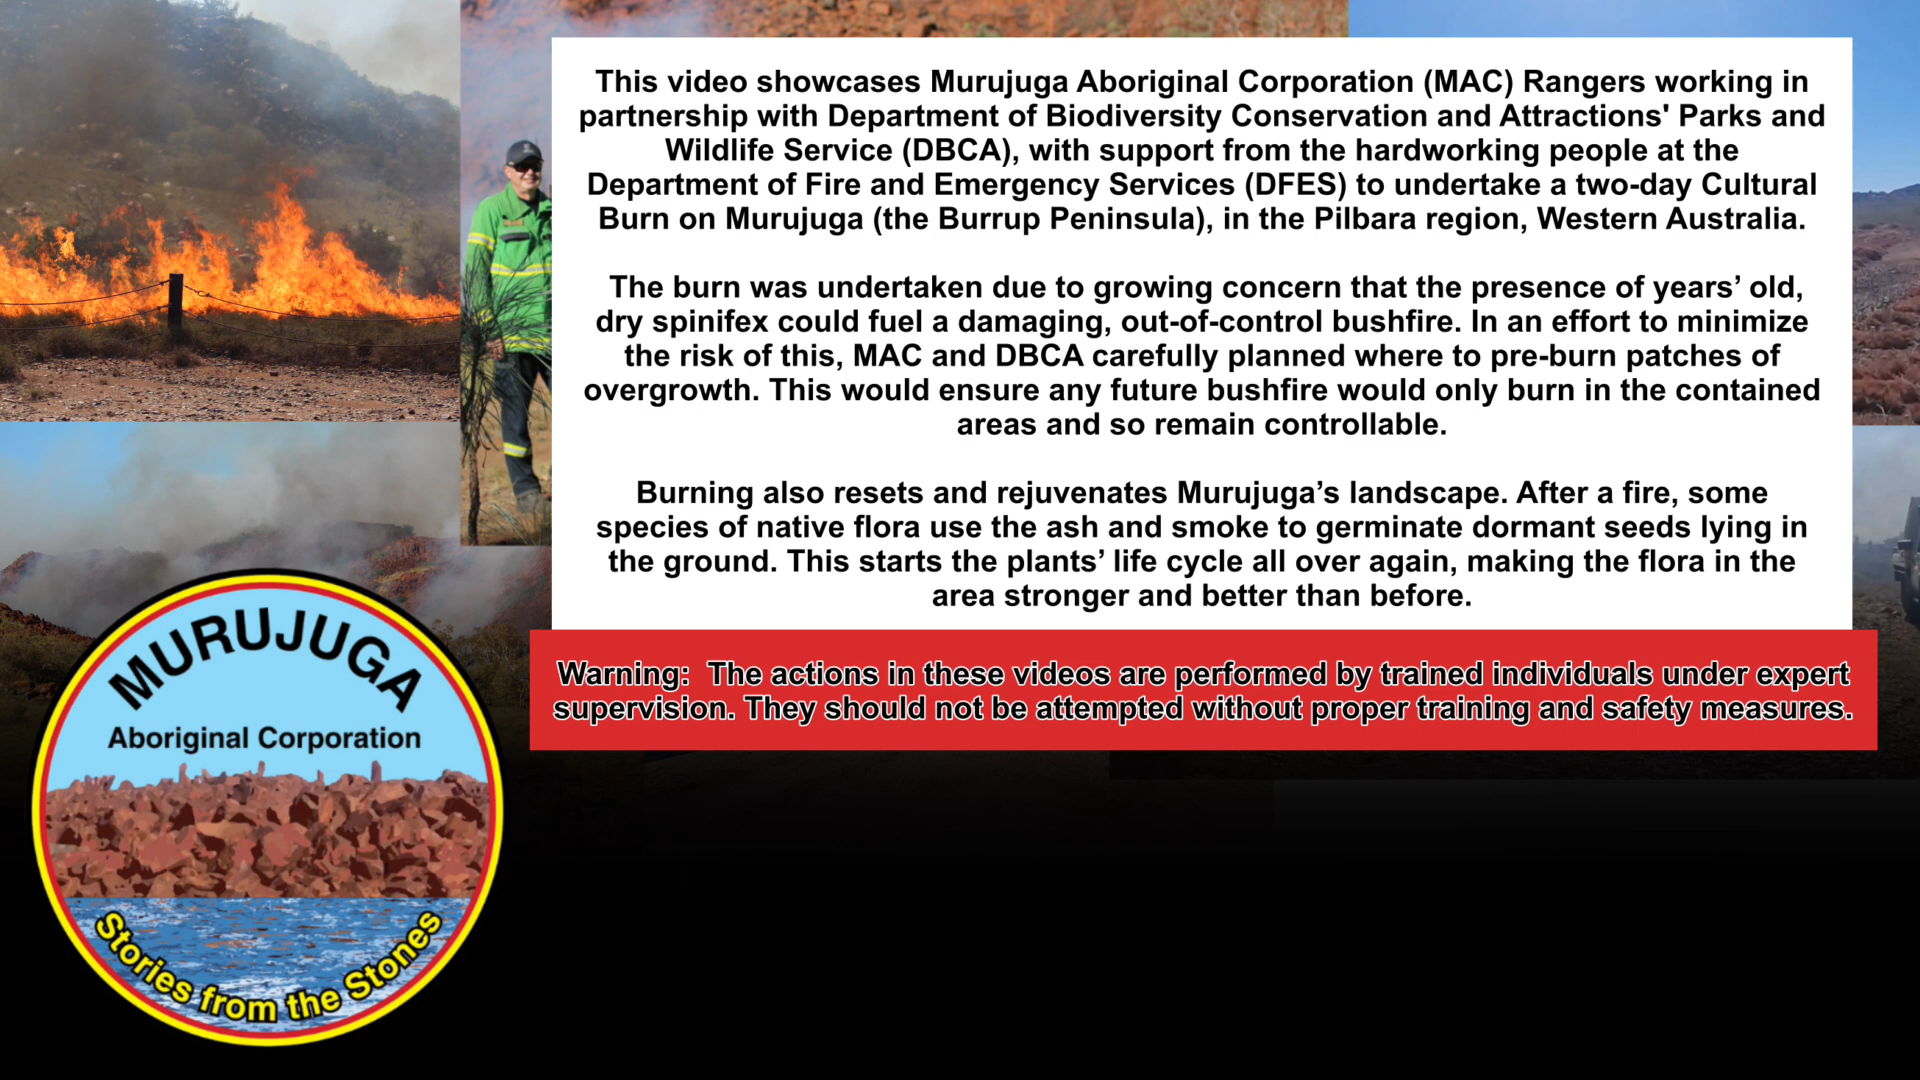 This video showcases Murujuga Aboriginal Corporation (MAC) Rangers working in
partnership with Department of Biodiversity Conservation and Attractions' Parks and
Wildlife Service (DBCA), with support from the hardworking people at the
Department of Fire and Emergency Services (DFES) to undertake a two-day Cultural
Burn on Murujuga (the Burrup Peninsula), in the Pilbara region, Western Australia.
The burn was undertaken due to growing concern that the presence of years’ old,
dry spinifex could fuel a damaging, out-of-control bushfire. In an effort to minimize
the risk of this, MAC and DBCA carefully planned where to pre-burn patches of
overgrowth. This would ensure any future bushfire would only burn in the contained
areas and so remain controllable.
Burning also resets and rejuvenates Murujuga’s landscape. After a fire, some
species of native flora use the ash and smoke to germinate dormant seeds lying in
the ground. This starts the plants’ life cycle all over again, making the flora in the
area stronger and better than before.
Warning:  The actions in these videos are performed by trained individuals under expert
supervision. They should not be attempted without proper training and safety measures.
MURUJUGA
Aboriginal Corporation
Stories from the Stones